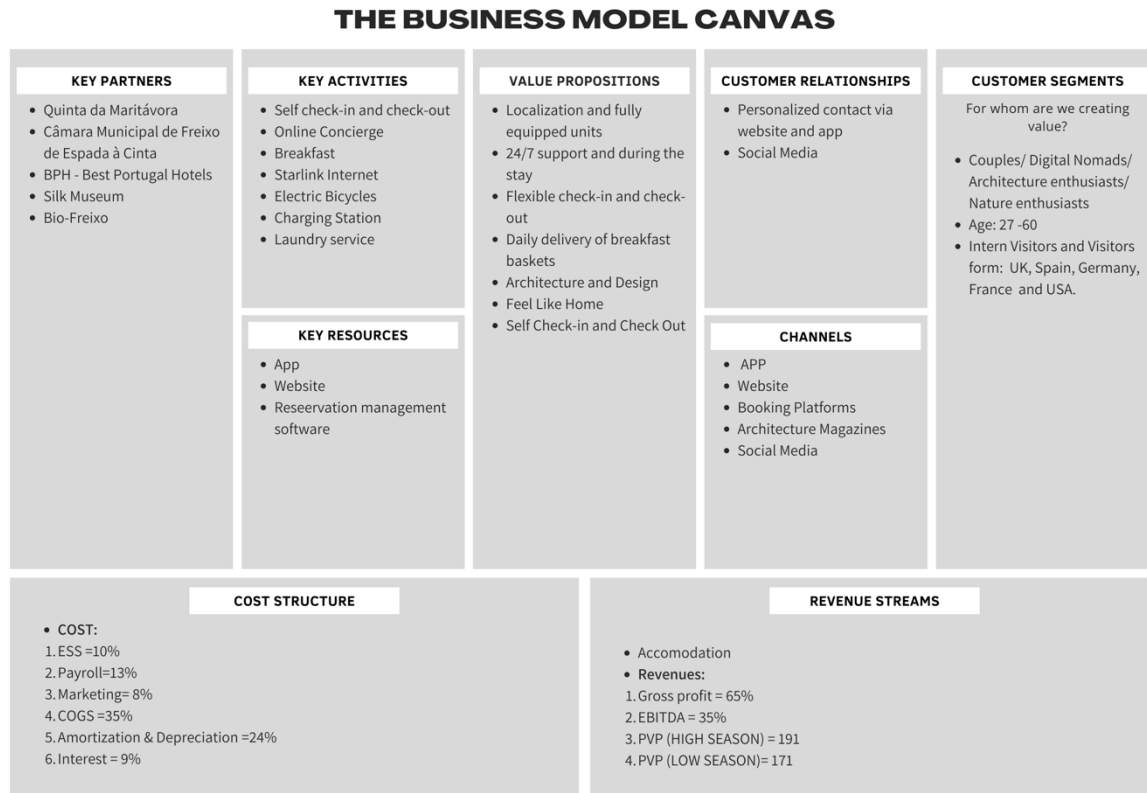 THE BUSINESS MODEL CANVAS
KEY PARTNERS
• Quinta da Maritávora
• Câmara Municipal de Freixo
de Espada à Cinta
• BPH - Best Portugal Hotels
• Silk Museum
• Bio-Freixo
KEY ACTIVITIES
• Self check-in and check-out
• Online Concierge
• Breakfast
• Starlink Internet
• Electric Bicycles
• Charging Station
• Laundry service
KEY RESOURCES
• App
• Website
• Reseervation management
software
VALUE PROPOSITIONS
• Localization and fully
equipped units
• 24/7 support and during the
stay
• Flexible check-in and check-
out
• Daily delivery of breakfast
baskets
• Architecture and Design
• Feel Like Home
• Self Check-in and Check Out
CUSTOMER RELATIONSHIPS
• Personalized contact via
website and app
• Social Media
CHANNELS
• APP
• Website
• Booking Platforms
• Architecture Magazines
• Social Media
CUSTOMER SEGMENTS
For whom are we creating
value?
• Couples/ Digital Nomads/
Architecture enthusiasts/
Nature enthusiasts
• Age: 27 -60
• Intern Visitors and Visitors
form: UK, Spain, Germany,
France and USA.
COST STRUCTURE
• COST:
1. ESS =10%
2. Payroll=13%
3. Marketing= 8%
4. COGS =35%
5. Amortization & Depreciation =24%
6. Interest = 9%
REVENUE STREAMS
• Accomodation
• Revenues:
1. Gross profit = 65%
2. EBITDA = 35%
3. PVP (HIGH SEASON) = 191
4. PVP (LOW SEASON)= 171